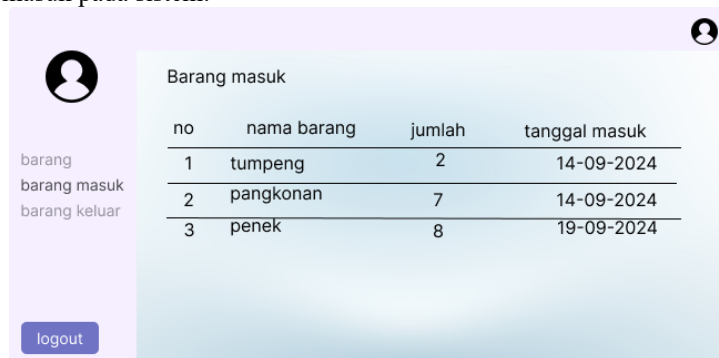 masuk pada sistem.
Barang masuk
no nama barang jumlah tanggal masuk
1 tumpeng 2 14-09-2024
2 pangkonan 7 14-09-2024
3 penek 8 19-09-2024
barang
barang masuk
barang keluar
logout